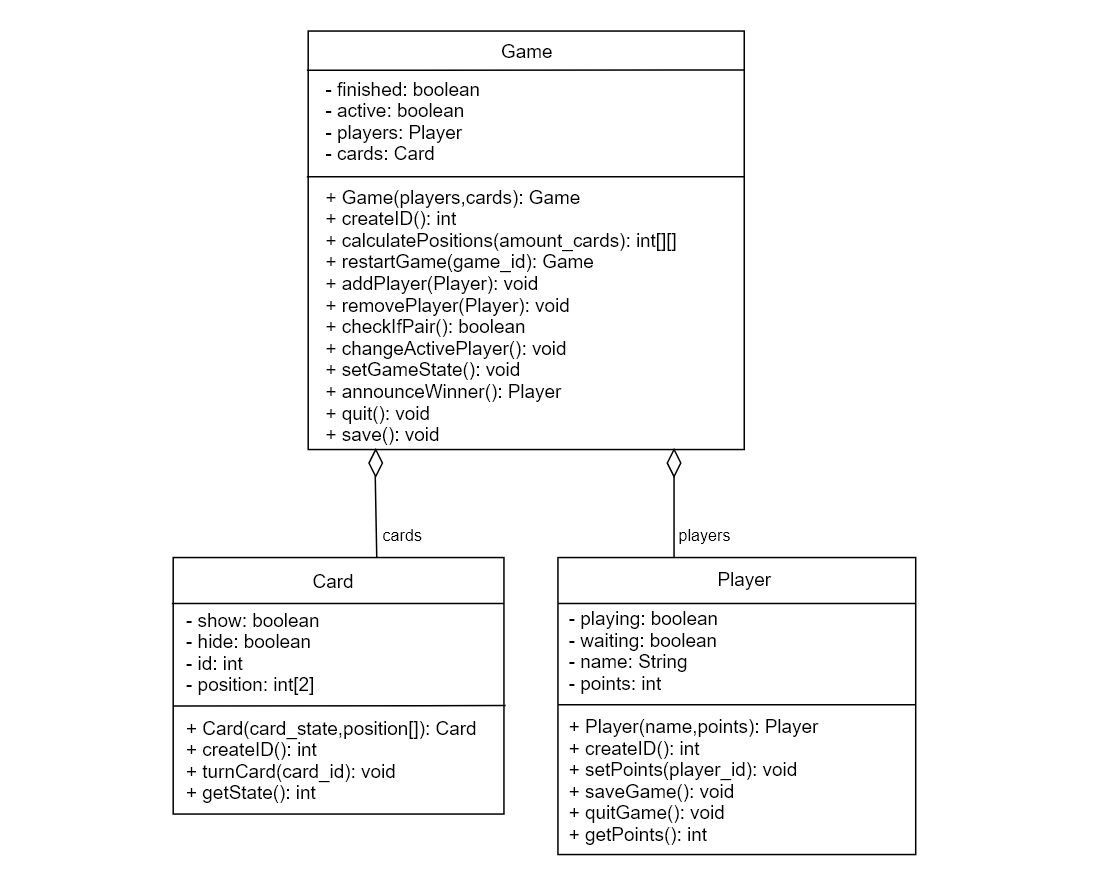 Game
- finished: boolean
- active: boolean
- players: Player
- cards: Card
+ Game(players,cards): Game
+ createID(): int
+ calculatePositions(amount_cards): int[][]
+ restartGame(game_id): Game
+ addPlayer(Player): void
+ removePlayer(Player): void
+ checkIfPair(): boolean
+ changeActivePlayer(): void
+ setGameState(): void
+ announceWinner(): Player
+ quit(): void
+ save(): void
cards
players
Card
- show: boolean
- hide: boolean
- id: int
- position: int[2]
+ Card(card_state,position[]): Card
+ createID(): int
+ turnCard(card_id): void
+ getState(): int
Player
- playing: boolean
- waiting: boolean
- name: String
- points: int
+ Player(name,points): Player
+ createID(): int
+ setPoints(player_id): void
+ saveGame(): void
+ quitGame(): void
+ getPoints(): int